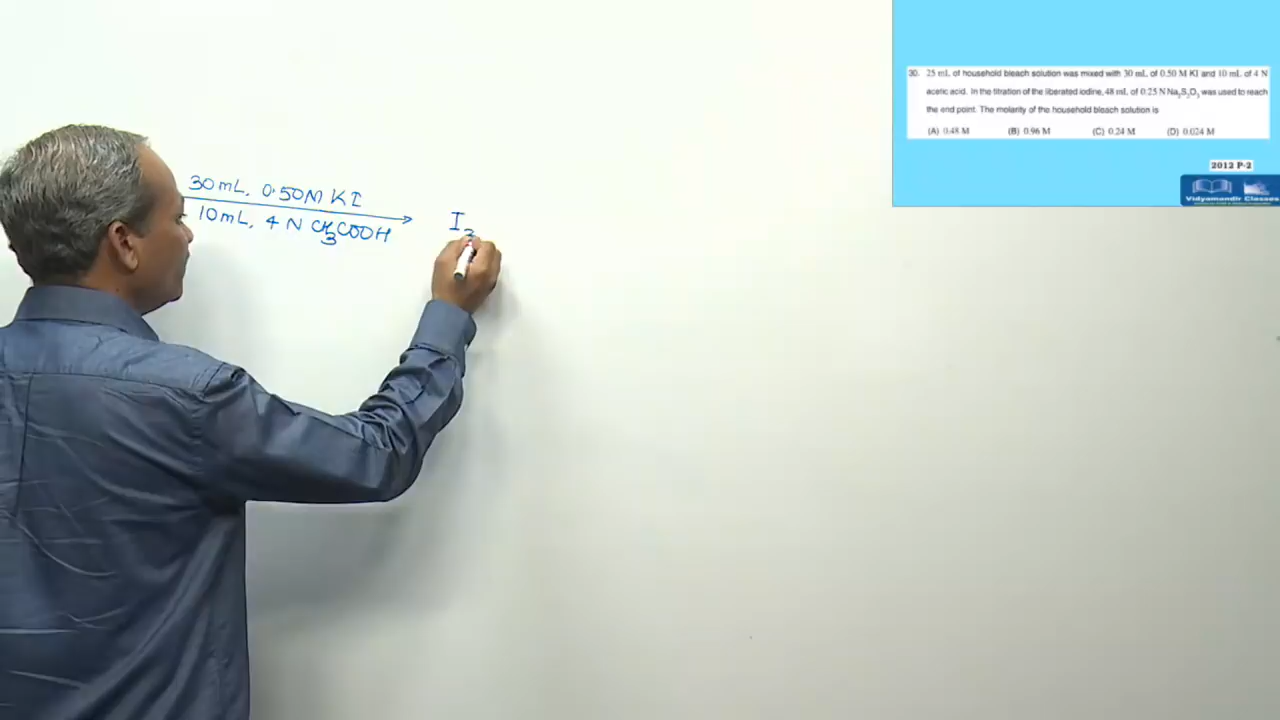 30. 25 mL of household bleach solution was mixed with 30 mL of 0.50 M KI and 10 mL of 4 N
acetic acid. In the titration of the liberated iodine, 48 mL of 0.25 N Na2S2O3 was used to reach
the end point. The molarity of the household bleach solution is
(A) 0.48 M (B) 0.96 M (C) 0.24 M (D) 0.024 M
2012 P-2
Vidyamandir Classes
30 mL, 0.50 M KI
10 mL, 4 N CH3COOH
I2